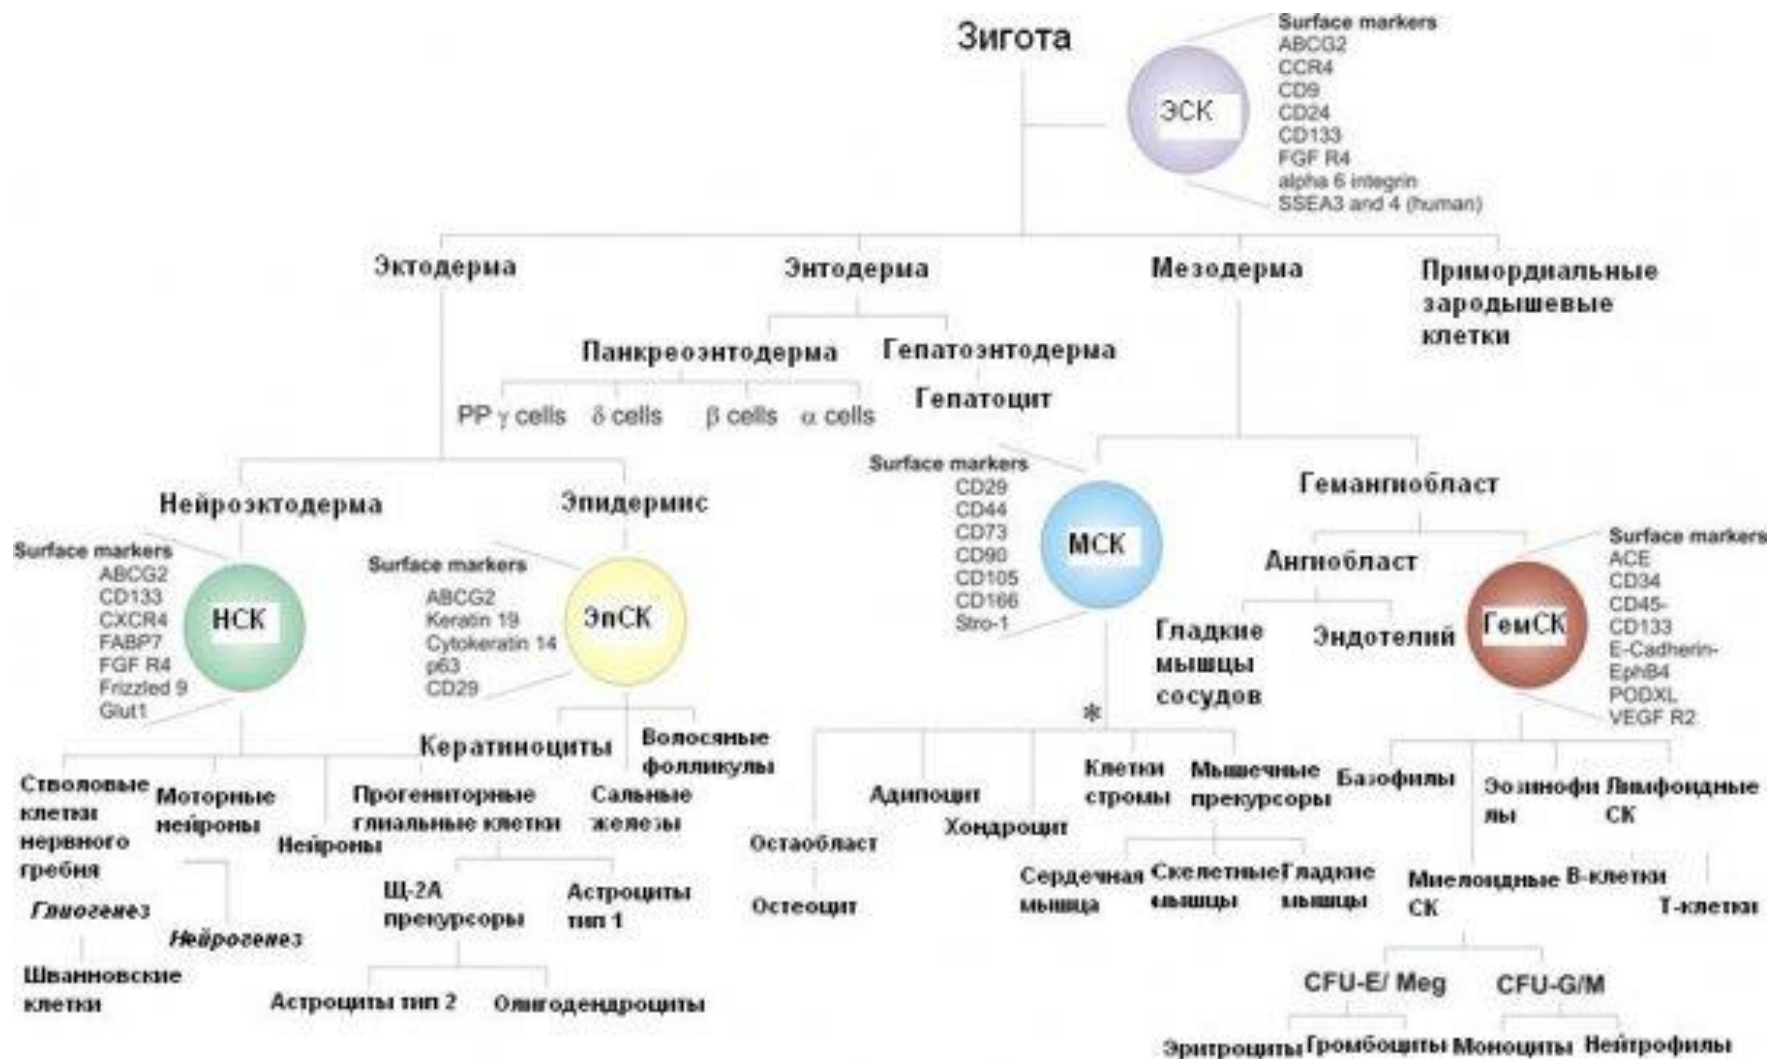 Зигота
Surface markers
ABCG2
CCR4
CD9
CD24
CD133
FGF R4
alpha 6 integrin
SSEA3 and 4 (human)
ЭСК
Эктодерма
Энтодерма
Мезодерма
Примордиальные
зародышевые
клетки
Панкреоэнтодерма
Гепатоэнтодерма
PP γ cells
δ cells
β cells
α cells
Гепатоцит
Нейроэктодерма
Эпидермис
Surface markers
ABCG2
CD133
CXCR4
FABP7
FGF R4
Frizzled 9
Glut1
НСК
Surface markers
ABCG2
Keratin 19
Cytokeratin 14
p63
CD29
ЭпСК
Surface markers
CD29
CD44
CD73
CD90
CD105
CD166
Stro-1
МСК
Гемангиобласт
Ангиобласт
Гладкие
мышцы
сосудов
Эндотелий
ГемСК
Surface markers
ACE
CD34
CD45-
CD133
E-Cadherin-
EphB4
PODXL
VEGF R2
Стволовые
клетки
нервного
гребня
Моторные
нейроны
Нейроны
Прогениторные
глиальные клетки
Кератиноциты
Сальные
железы
Волосяные
фолликулы
Глиогенез
Нейрогенез
Шванновские
клетки
Щ-2А
прекурсоры
Астроциты
тип 1
Астроциты тип 2
Олигодендроциты
*
Остаобласт
Остеоцит
Адипоцит
Хондроцит
Клетки
стромы
Мышечные
прекурсоры
Сердечная
мышца
Скелетные
мышцы
Гладкие
мышцы
Базофилы
Эозинофи
лы
Лимфоидные
СК
Миелоидные
СК
В-клетки
Т-клетки
CFU-E/ Meg
CFU-G/M
Эритроциты
Тромбоциты
Моноциты
Нейтрофилы